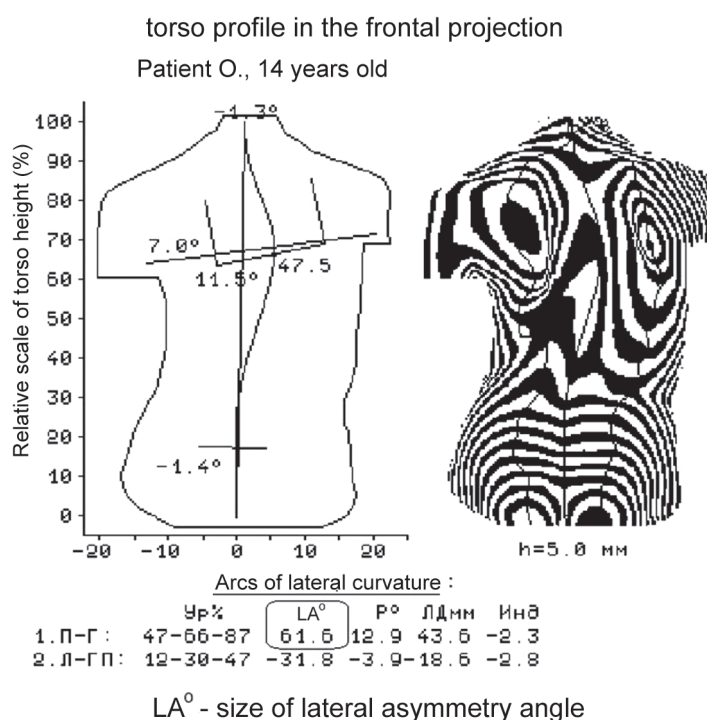 torso profile in the frontal projection
Patient O., 14 years old
Relative scale of torso height (%)
100
90
80
70
60
50
40
30
20
10
0
-1.3°
7.0°
11.5°
47.5
-1.4°
-20 -10 0 10 20
h=5.0 мм
Arcs of lateral curvature :
Ур% LA° P° ЛДмм Инд
1.П-Г: 47-66-87 61.6 12.9 43.6 -2.3
2.Л-ГП: 12-30-47 -31.8 -3.9-18.6 -2.8
LA° - size of lateral asymmetry angle